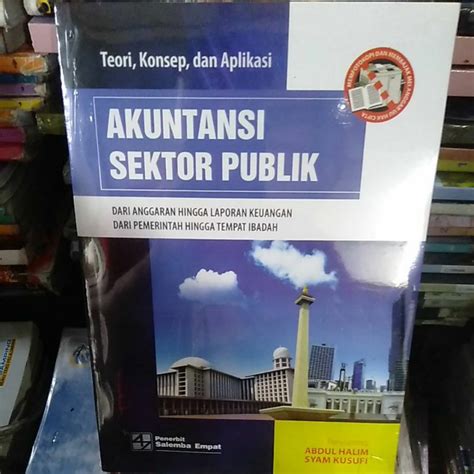 Teori, Konsep, dan Aplikasi
AKUNTANSI
SEKTOR PUBLIK
DARI ANGGARAN HINGGA LAPORAN KEUANGAN
DARI PEMERINTAH HINGGA TEMPAT IBADAH
Penerbit
Salemba Empat
ABDUL HALIM
SYAM KUSUFI